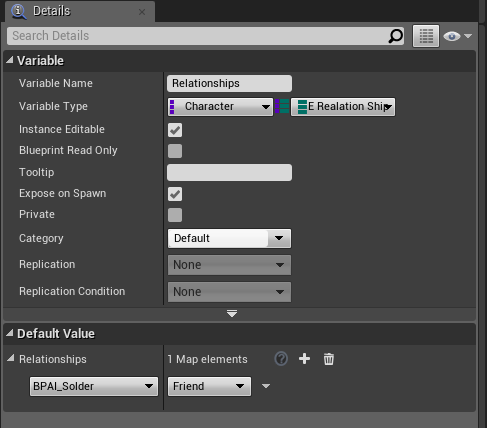 Details
Search Details
Variable
Variable Name Relationships
Variable Type Character E Realation Ship
Instance Editable
Blueprint Read Only
Tooltip
Expose on Spawn
Private
Category Default
Replication None
Replication Condition None
Default Value
Relationships 1 Map elements
BPAI_Solder Friend